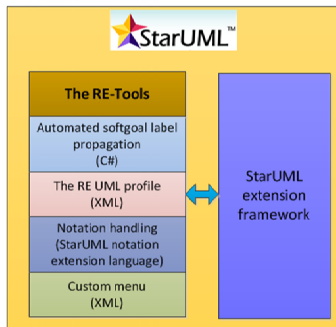 StarUML™
The RE-Tools
Automated softgoal label
propagation
(C#)
The RE UML profile
(XML)
Notation handling
(StarUML notation
extension language)
Custom menu
(XML)
StarUML
extension
framework